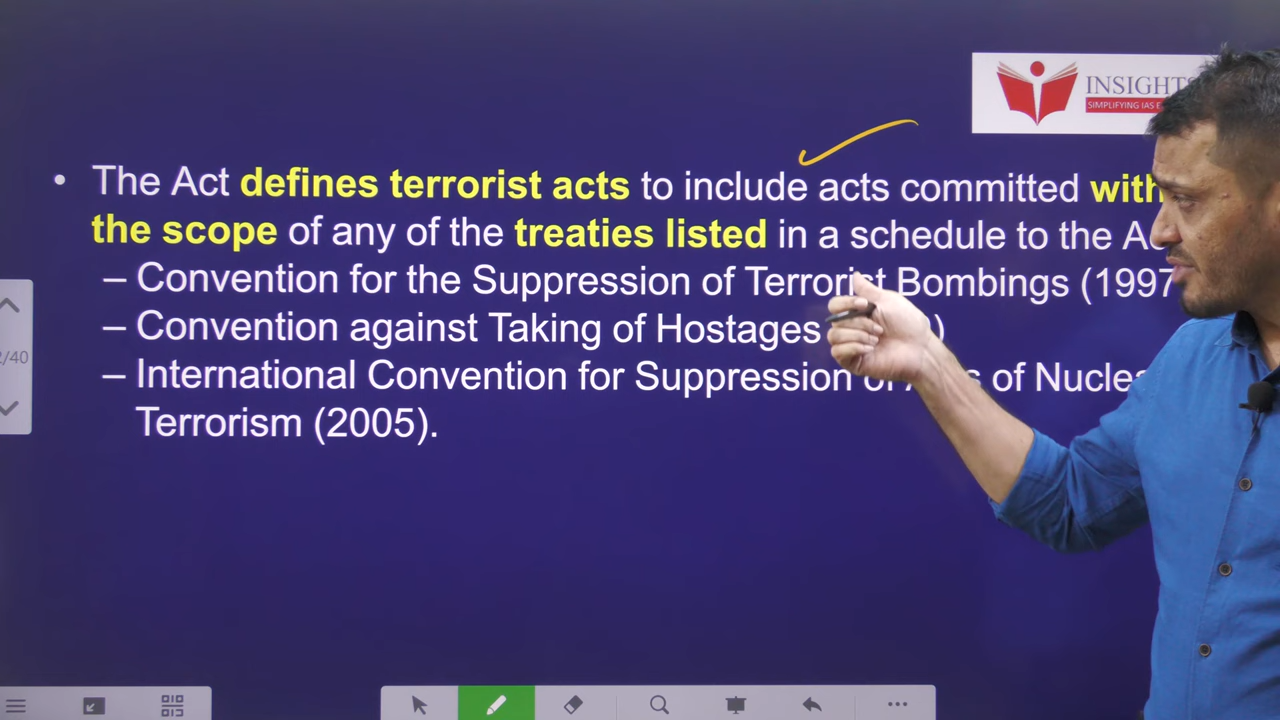 INSIGHTS
SIMPLIFYING IAS
• The Act defines terrorist acts to include acts committed with
the scope of any of the treaties listed in a schedule to the
– Convention for the Suppression of Terrorist Bombings (1997
– Convention against Taking of Hostages )
/40
– International Convention for Suppression of of
Terrorism (2005).